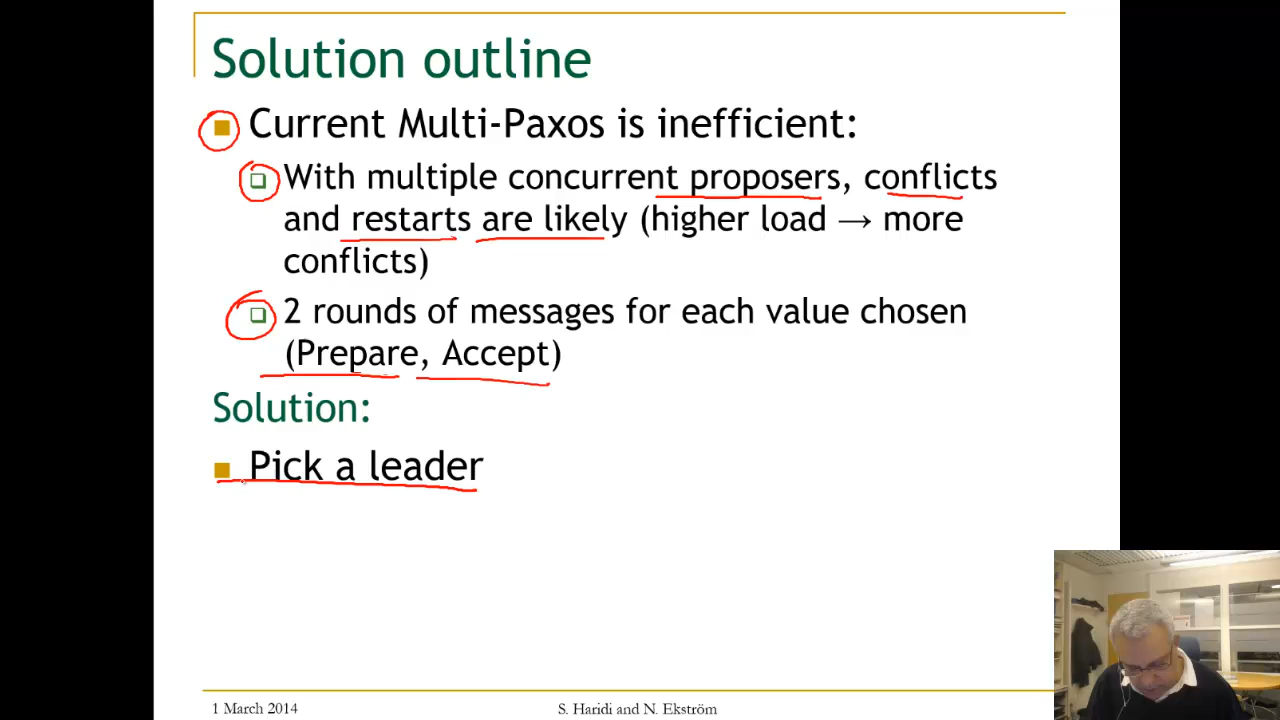 Solution outline
Current Multi-Paxos is inefficient:
With multiple concurrent proposers, conflicts
and restarts are likely (higher load → more
conflicts)
2 rounds of messages for each value chosen
(Prepare, Accept)
Solution:
Pick a leader
1 March 2014
S. Haridi and N. Ekström